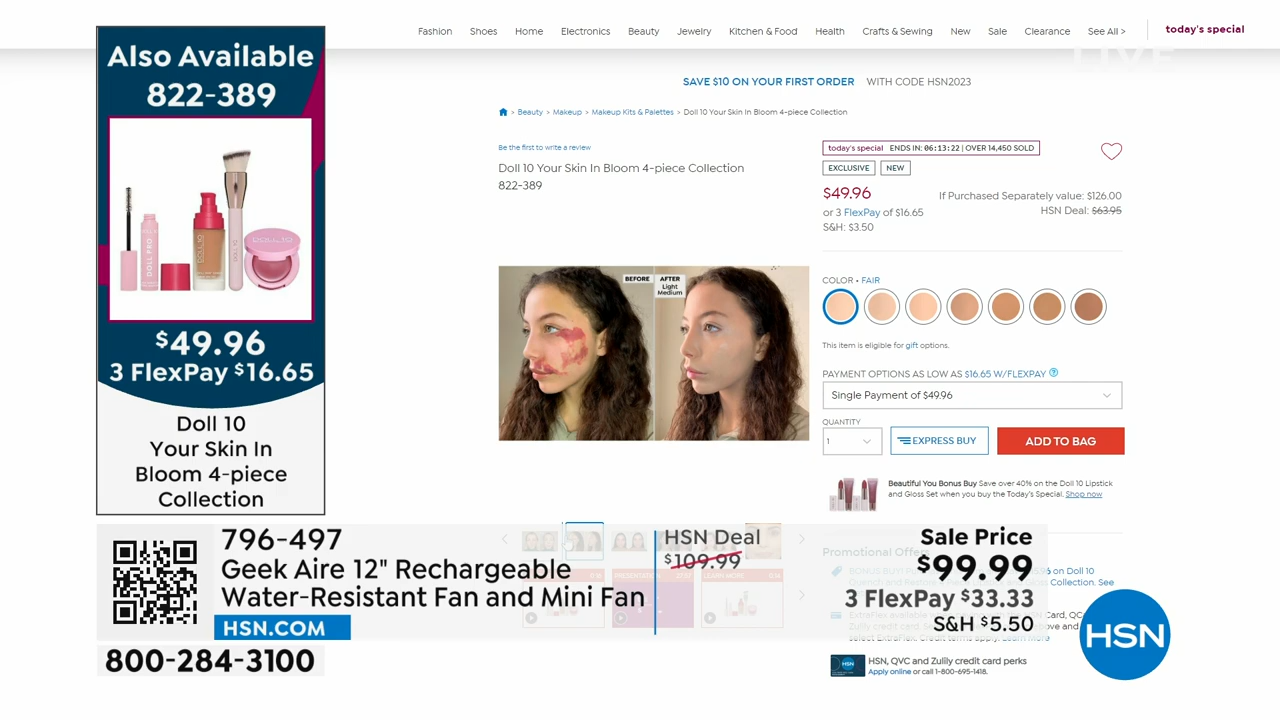 Fashion Shoes Home Electronics Beauty Jewelry Kitchen & Food Health Crafts & Sewing New Sale Clearance See All > today's special
LIVE
SAVE $10 ON YOUR FIRST ORDER WITH CODE HSN2023
> Beauty > Makeup > Makeup Kits & Palettes > Doll 10 Your Skin In Bloom 4-piece Collection
Also Available
822-389
DOLL PRO
DOLL 10
DOLL 10
$49.96
3 FlexPay $16.65
Doll 10
Your Skin In
Bloom 4-piece
Collection
Be the first to write a review
Doll 10 Your Skin In Bloom 4-piece Collection
822-389
BEFORE
AFTER
Light
Medium
today's special ENDS IN: 06:13:22 | OVER 14,450 SOLD
EXCLUSIVE NEW
$49.96
or 3 FlexPay of $16.65
S&H: $3.50
If Purchased Separately value: $126.00
HSN Deal: $63.95
COLOR • FAIR
This item is eligible for gift options.
PAYMENT OPTIONS AS LOW AS $16.65 W/FLEXPAY ?
Single Payment of $49.96
QUANTITY
1
EXPRESS BUY
ADD TO BAG
Beautiful You Bonus Buy Save over 40% on the Doll 10 Lipstick
and Gloss Set when you buy the Today's Special. Shop now
Promotional Offers
796-497
Geek Aire 12" Rechargeable
Water-Resistant Fan and Mini Fan
HSN.COM
HSN Deal
$109.99
Sale Price
$99.99
3 FlexPay $33.33
S&H $5.50
800-284-3100
HSN
HSN
HSN, QVC and Zulily credit card perks
Apply online or call 1-800-695-1418.